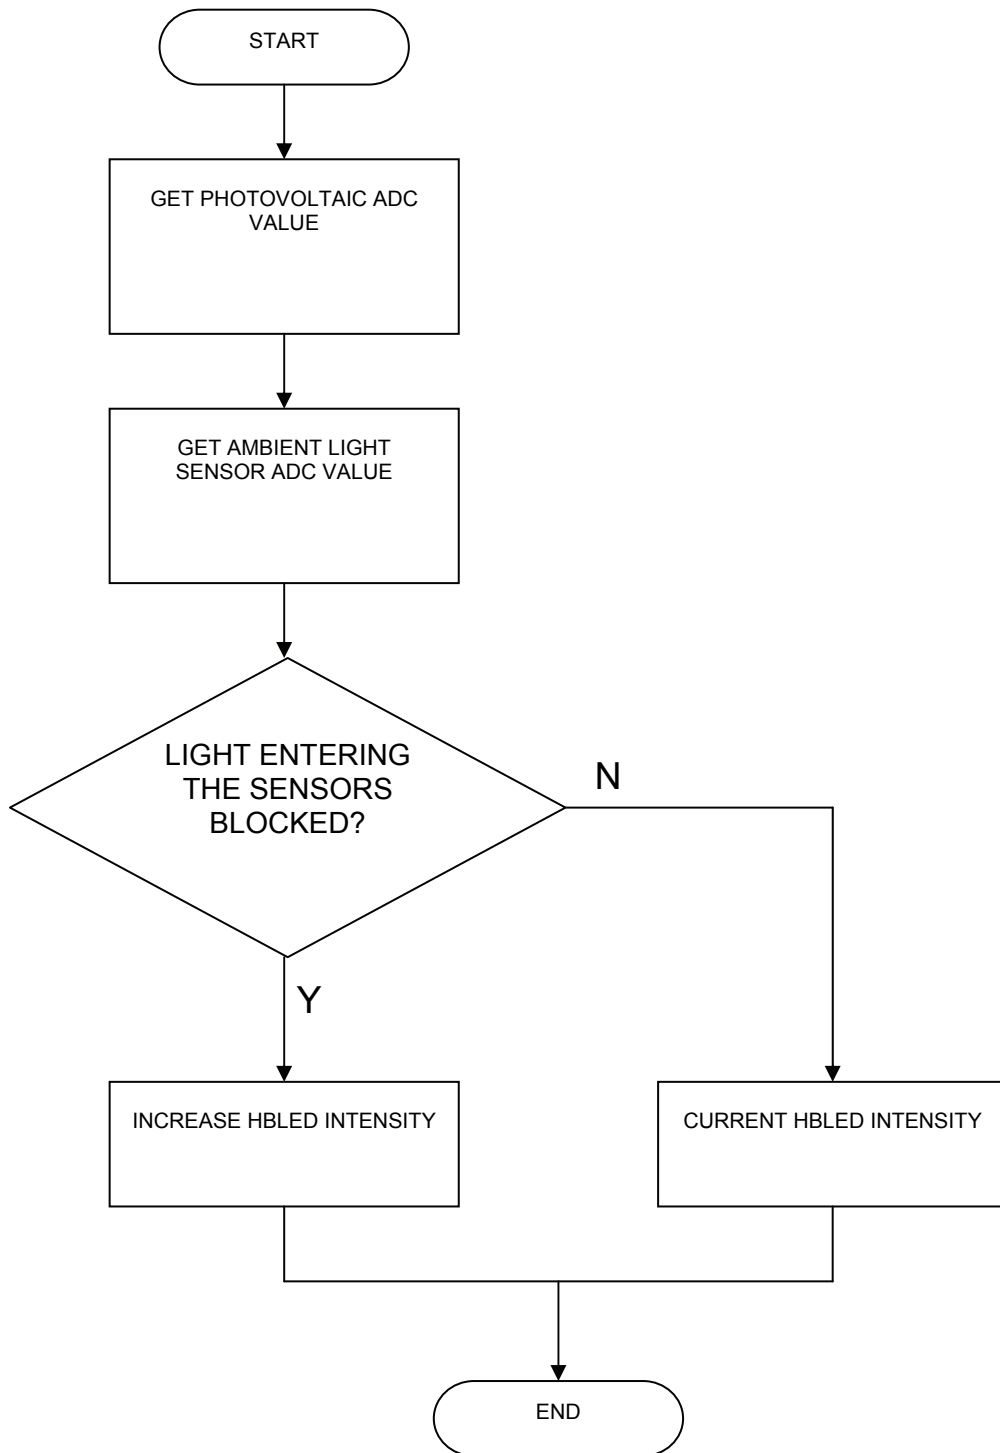 START
GET PHOTOVOLTAIC ADC
VALUE
GET AMBIENT LIGHT
SENSOR ADC VALUE
LIGHT ENTERING
THE SENSORS
BLOCKED?
N
Y
INCREASE HBLED INTENSITY
CURRENT HBLED INTENSITY
END